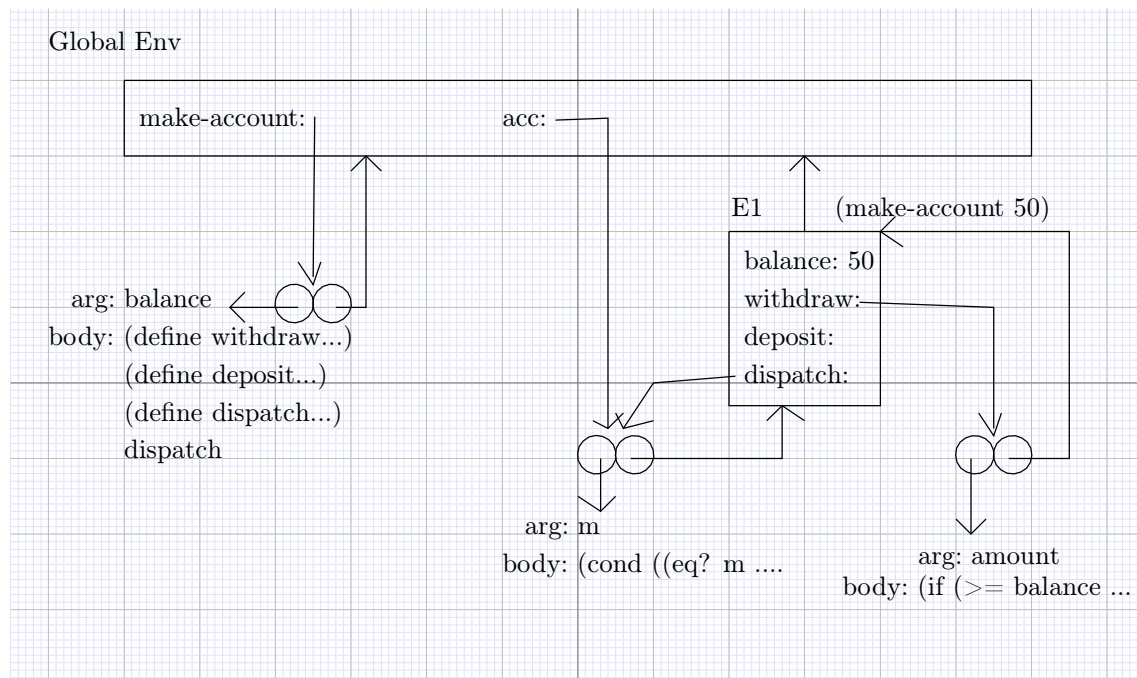 Global Env
make-account:
acc:
E1
(make-account 50)
balance: 50
withdraw:
deposit:
dispatch:
arg: balance
body: (define withdraw...)
(define deposit...)
(define dispatch...)
dispatch
arg: m
body: (cond ((eq? m ....
arg: amount
body: (if (>= balance ...